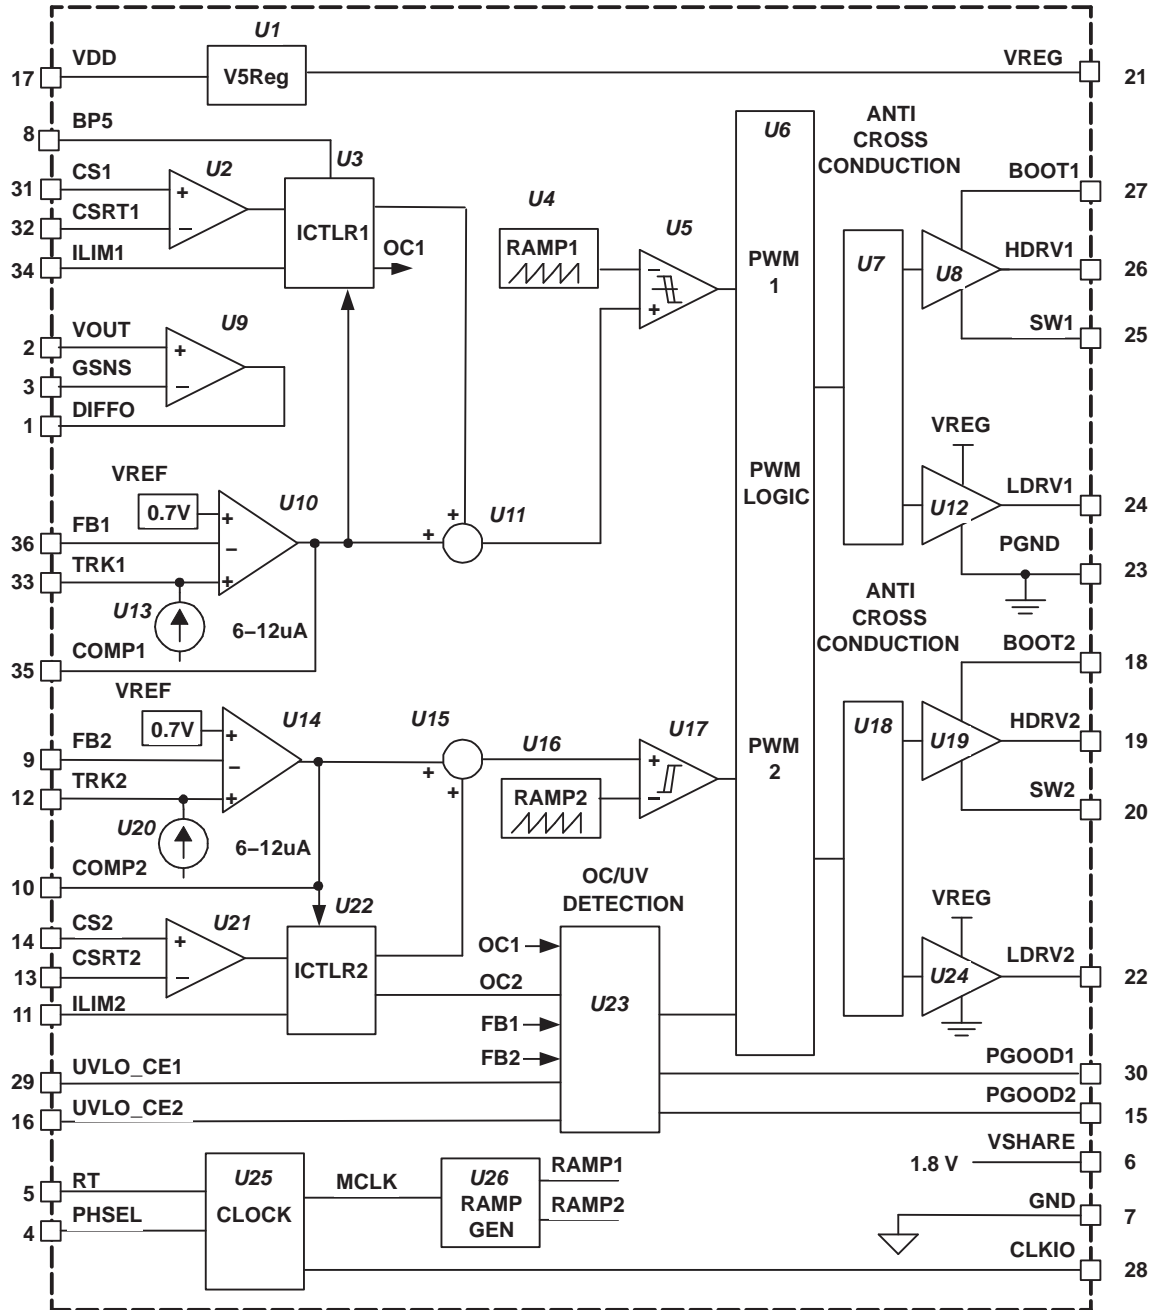 U1
VDD
17
V5Reg
VREG
21
BP5
8
ANTI
CROSS
CONDUCTION
U6
U2
U3
CS1
31
+
−
CSRT1
32
ICTLR1
OC1
ILIM1
34
U4
RAMP1
U5
−
+
PWM
1
U7
U8
BOOT1
27
HDRV1
26
SW1
25
U9
VOUT
2
+
GSNS
3
−
DIFFO
1
VREG
U12
LDRV1
24
PGND
23
VREF
0.7V
+
U10
FB1
36
−
TRK1
33
+
U13
6–12uA
COMP1
35
+
+
U11
PWM
LOGIC
ANTI
CROSS
CONDUCTION
BOOT2
18
VREF
0.7V
+
U14
FB2
9
−
TRK2
12
+
U20
6–12uA
COMP2
10
U15
+
+
U16
RAMP2
U17
+
−
PWM
2
U18
U19
HDRV2
19
SW2
20
OC/UV
DETECTION
CS2
14
+
U21
U22
CSRT2
13
−
ICTLR2
ILIM2
11
OC1
OC2
FB1
FB2
U23
VREG
U24
LDRV2
22
UVLO_CE1
29
PGOOD1
30
UVLO_CE2
16
PGOOD2
15
VSHARE
1.8 V
6
RT
5
U25
CLOCK
MCLK
U26
RAMP
GEN
RAMP1
RAMP2
PHSEL
4
GND
7
CLKIO
28